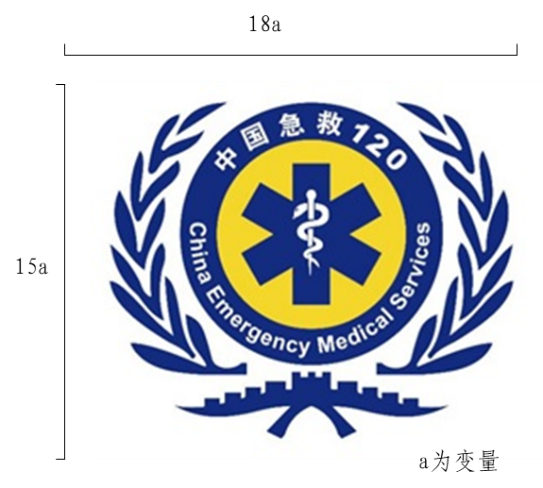 18a
15a
中国急救120
China Emergency Medical Services
a为变量